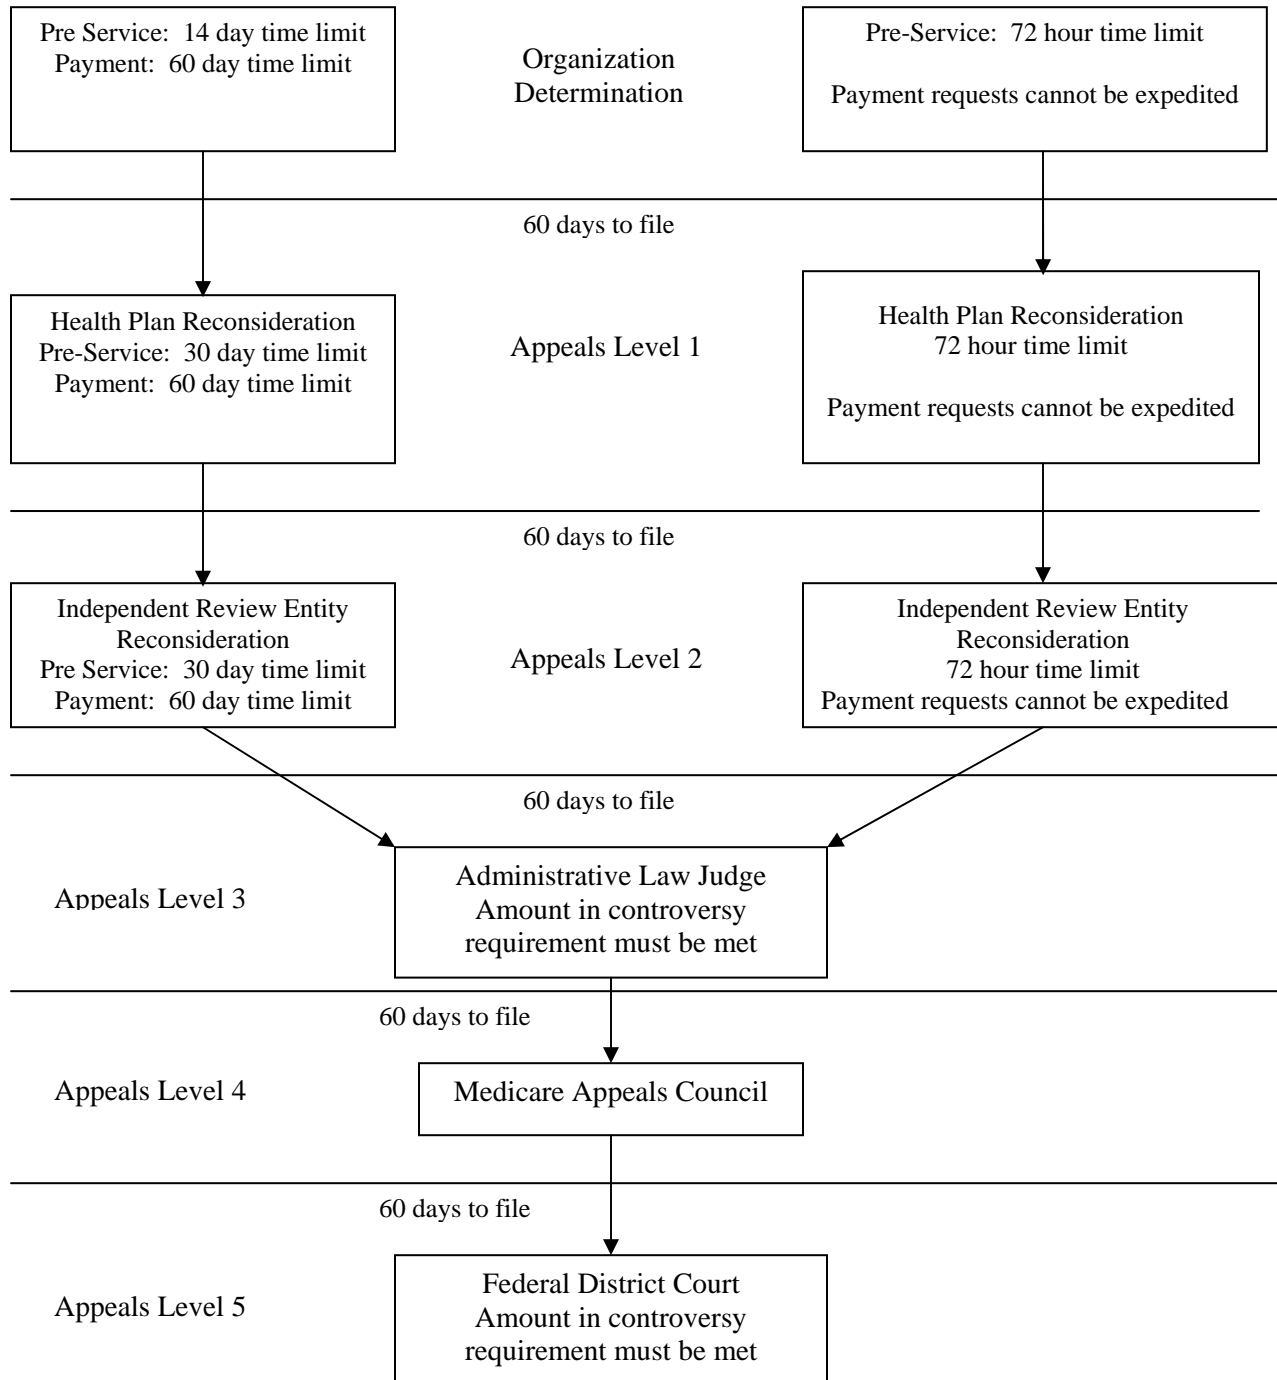 Pre Service: 14 day time limit
Payment: 60 day time limit
Organization
Determination
Pre-Service: 72 hour time limit
Payment requests cannot be expedited
60 days to file
Health Plan Reconsideration
Pre-Service: 30 day time limit
Payment: 60 day time limit
Appeals Level 1
Health Plan Reconsideration
72 hour time limit
Payment requests cannot be expedited
60 days to file
Independent Review Entity
Reconsideration
Pre Service: 30 day time limit
Payment: 60 day time limit
Appeals Level 2
Independent Review Entity
Reconsideration
72 hour time limit
Payment requests cannot be expedited
60 days to file
Appeals Level 3
Administrative Law Judge
Amount in controversy
requirement must be met
60 days to file
Appeals Level 4
Medicare Appeals Council
60 days to file
Appeals Level 5
Federal District Court
Amount in controversy
requirement must be met